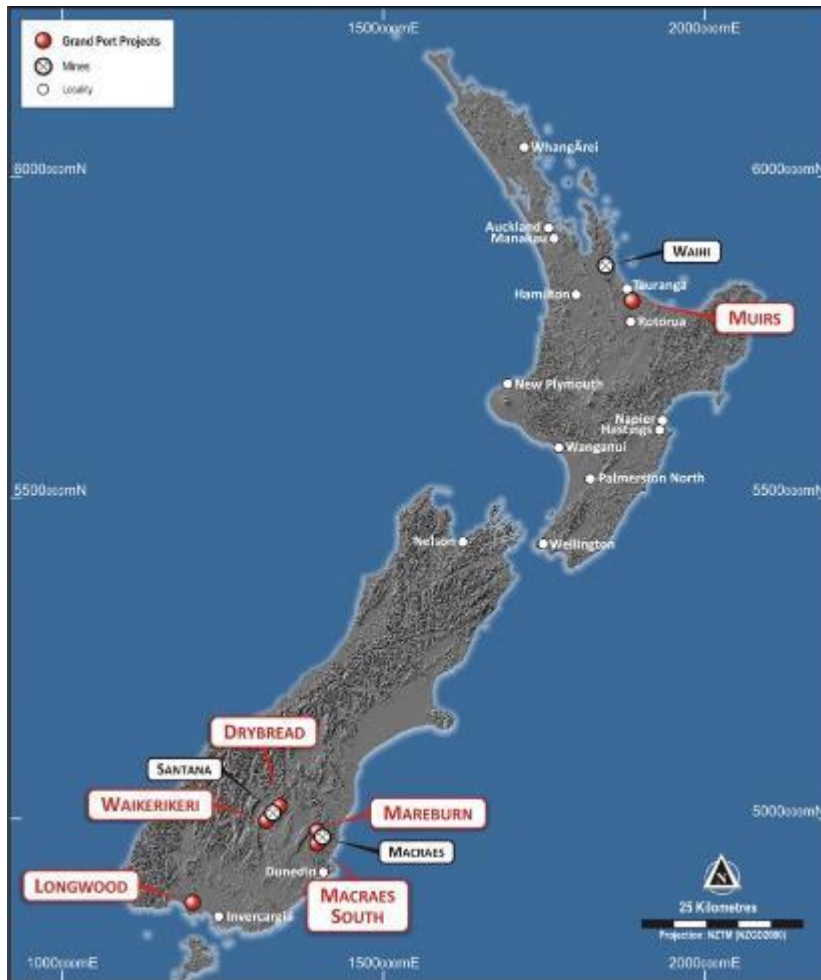 1500000mE
2000000mE
Grand Port Projects
Mines
Locality
WhangÃrei
6000000mN
6000000mN
Auckland
Manakau
WAIHI
Tauranga
Hamilton
MUIRS
Rotorua
New Plymouth
Napier
Hastings
Wanganui
Palmerston North
5500000mN
5500000mN
Nelson
Wellington
DRYBREAD
SANTANA
WAIKERIKERI
MAREBURN
5000000mN
MACRAES
Dunedin
LONGWOOD
MACRAES
SOUTH
N
25 Kilometres
Invercargill
Projection: NZTM (NZGD2000)
1000000mE
1500000mE
2000000mE